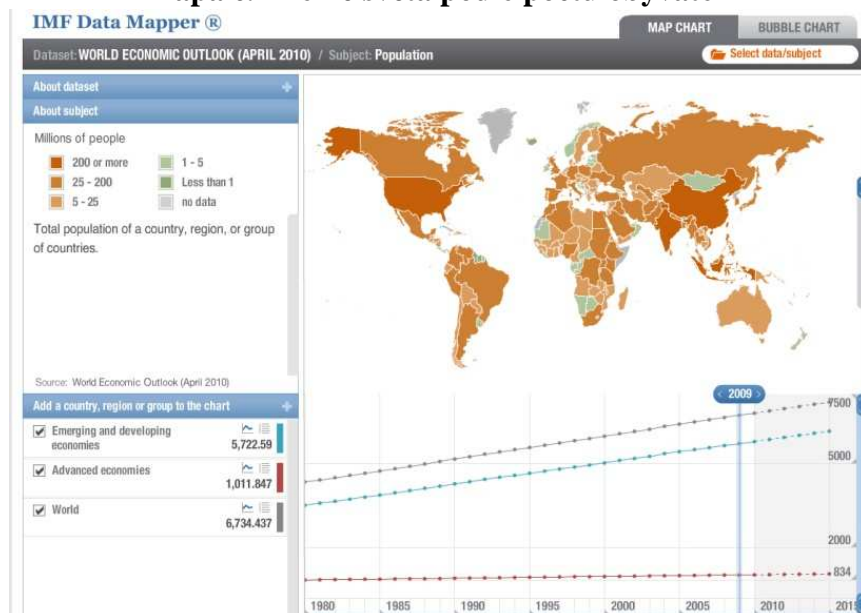 IMF Data Mapper ®
MAP CHART
BUBBLE CHART
Dataset: WORLD ECONOMIC OUTLOOK (APRIL 2010) / Subject: Population
Select data/subject
About dataset
About subject
Millions of people
200 or more
1 - 5
25 - 200
Less than 1
5 - 25
no data
Total population of a country, region, or group
of countries.
Source: World Economic Outlook (April 2010)
Add a country, region or group to the chart
Emerging and developing
economies
5,722.59
Advanced economies
1,011.847
World
6,734.437
2009
7500
5000
2000
834
1980
1985
1990
1995
2000
2005
2010
2015